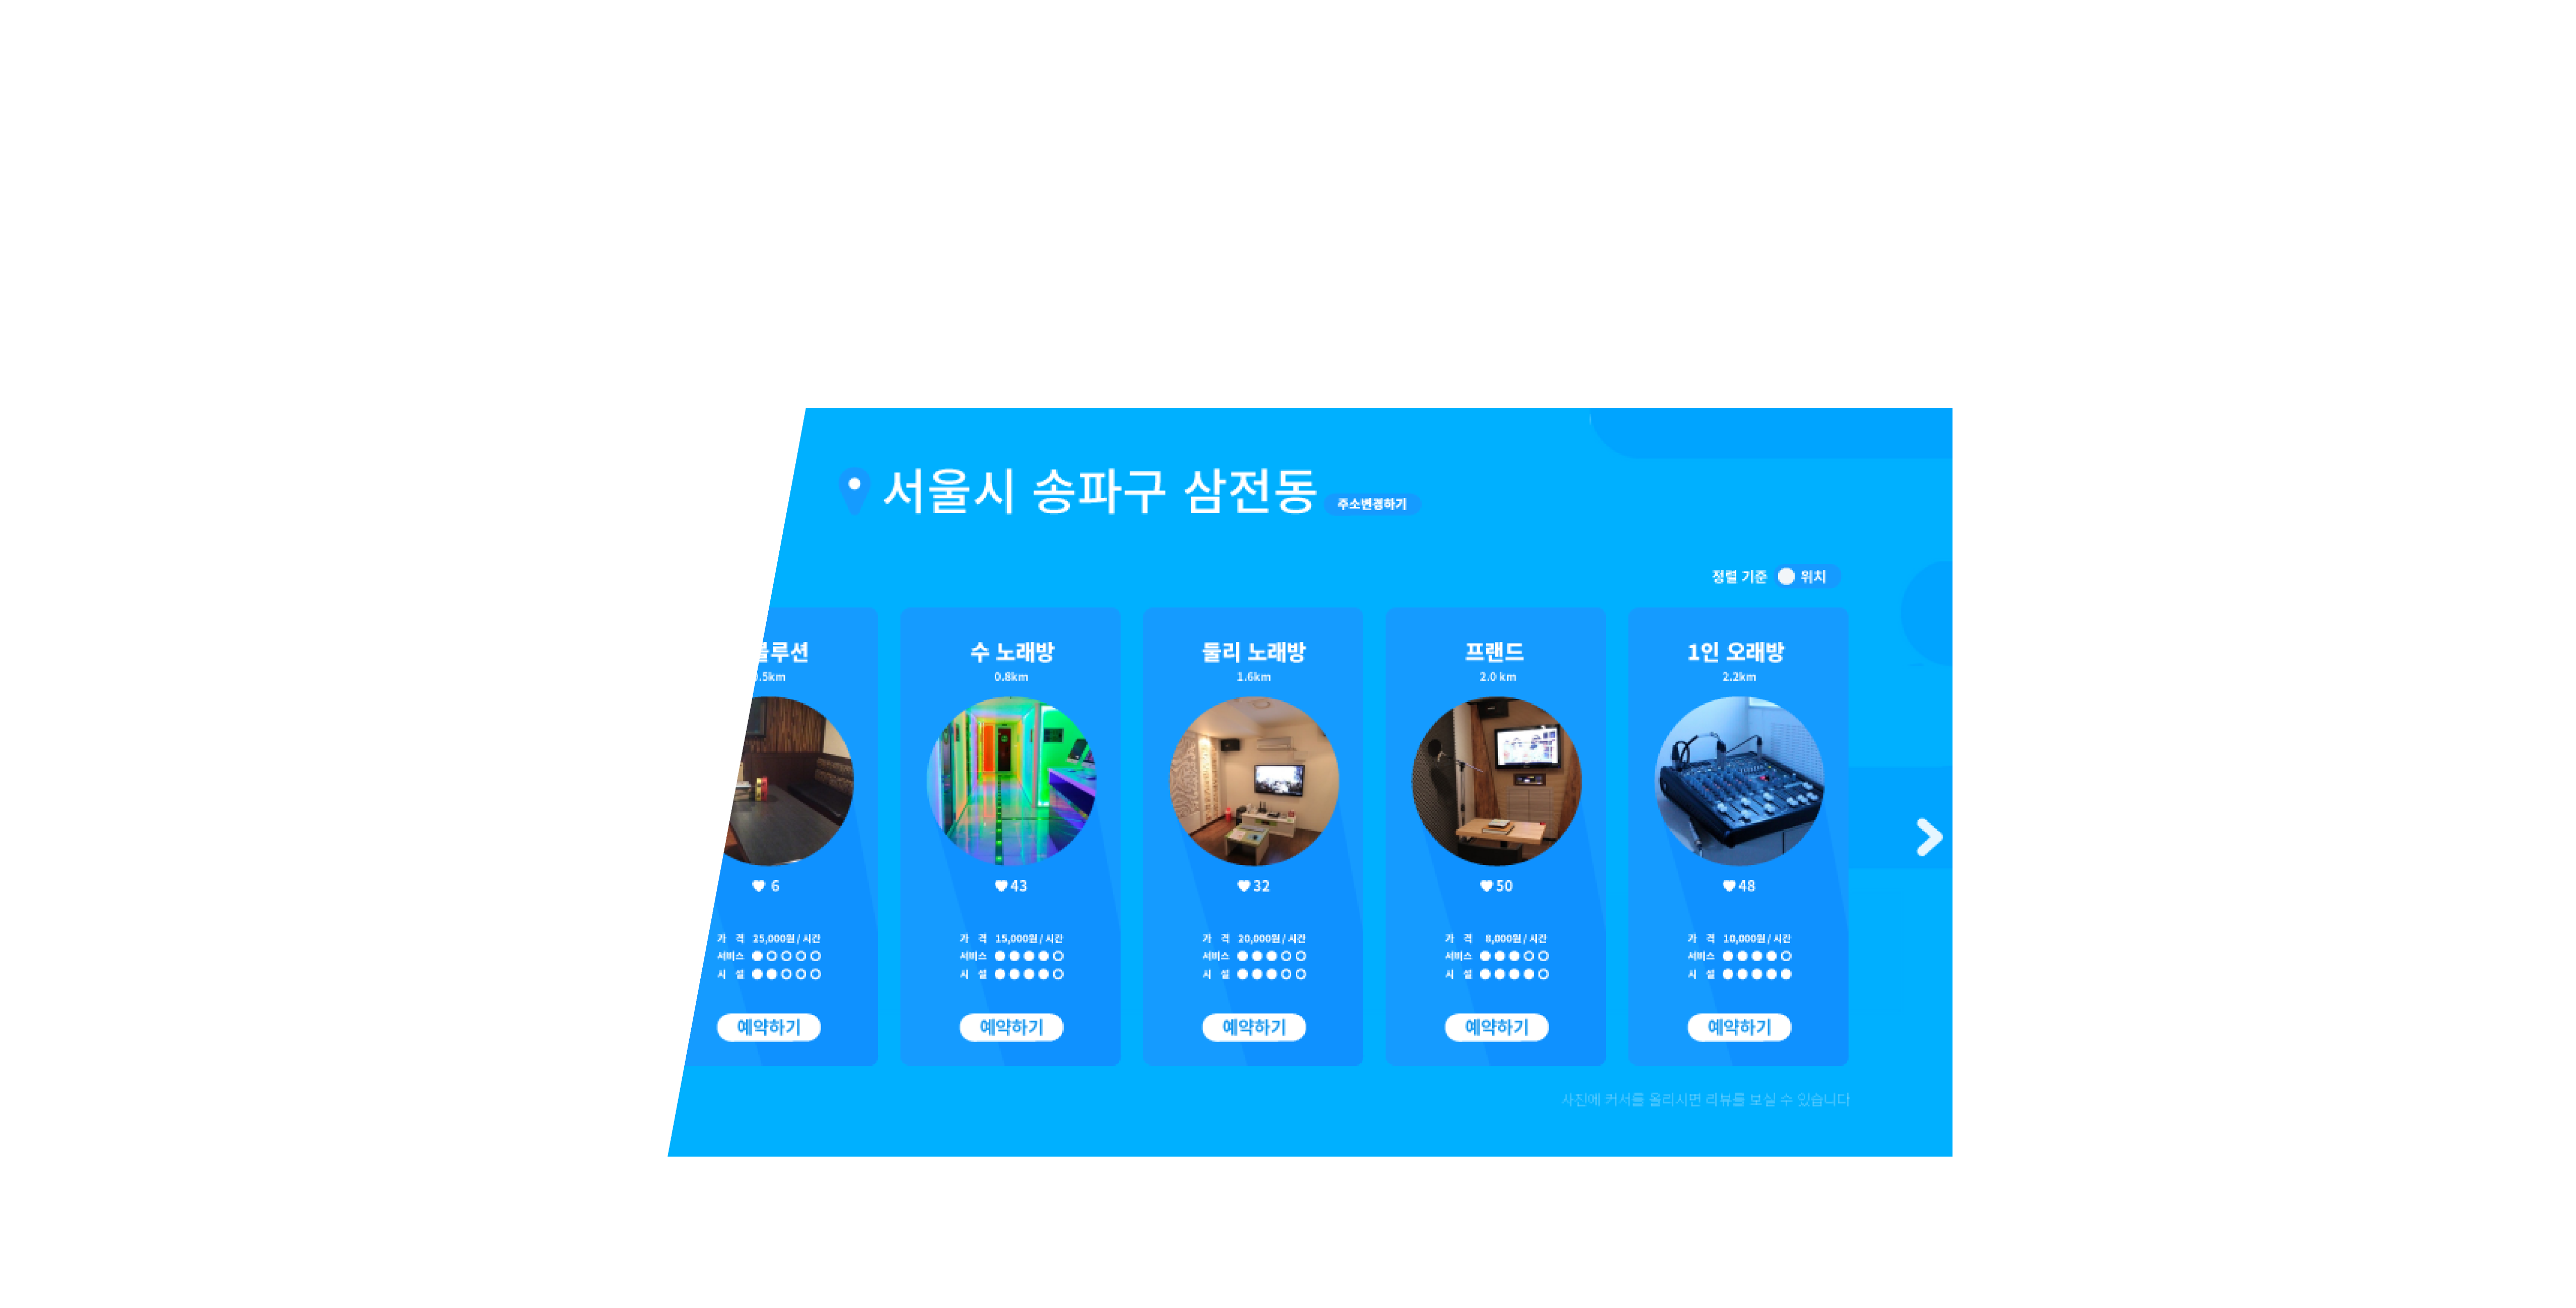 서울시 송파구 삼전동
주소변경하기
정렬 기준 위치
수 노래방
0.8km
43
가 격 15,000원 / 시간
서비스
시 설
예약하기
둘리 노래방
1.6km
32
가 격 20,000원 / 시간
서비스
시 설
예약하기
프랜드
2.0 km
50
가 격 8,000원 / 시간
서비스
시 설
예약하기
1인 오래방
2.2km
48
가 격 10,000원 / 시간
서비스
시 설
예약하기
.5km
6
가 격 25,000원 / 시간
서비스
시 설
예약하기
사진에 커서를 올리시면 리뷰를 보실 수 있습니다